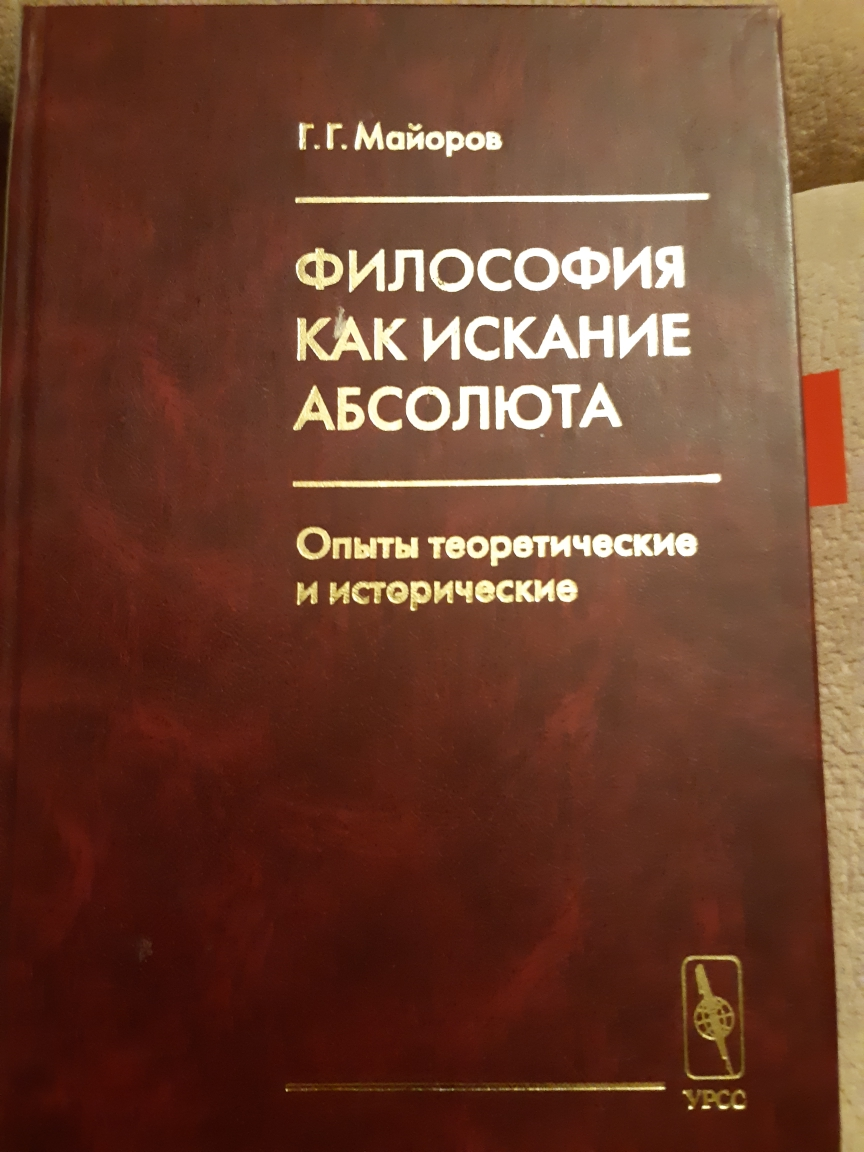 Г. Г. Майоров
ФИЛОСОФИЯ
КАК ИСКАНИЕ
АБСОЛЮТА
Опыты теоретические
и исторические
УРСС